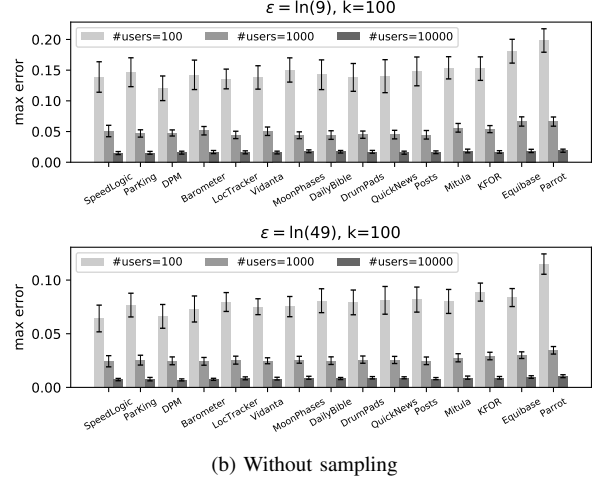 ε = ln(9), k=100
#users=100 #users=1000 #users=10000
max error
0.20
0.15
0.10
0.05
0.00
SpeedLogic ParKing DPM Barometer LocTracker Vidanta MoonPhases DailyBible DrumPads QuickNews Posts Mitula KFOR Equibase Parrot
ε = ln(49), k=100
#users=100 #users=1000 #users=10000
max error
0.10
0.05
0.00
SpeedLogic ParKing DPM Barometer LocTracker Vidanta MoonPhases DailyBible DrumPads QuickNews Posts Mitula KFOR Equibase Parrot
(b) Without sampling